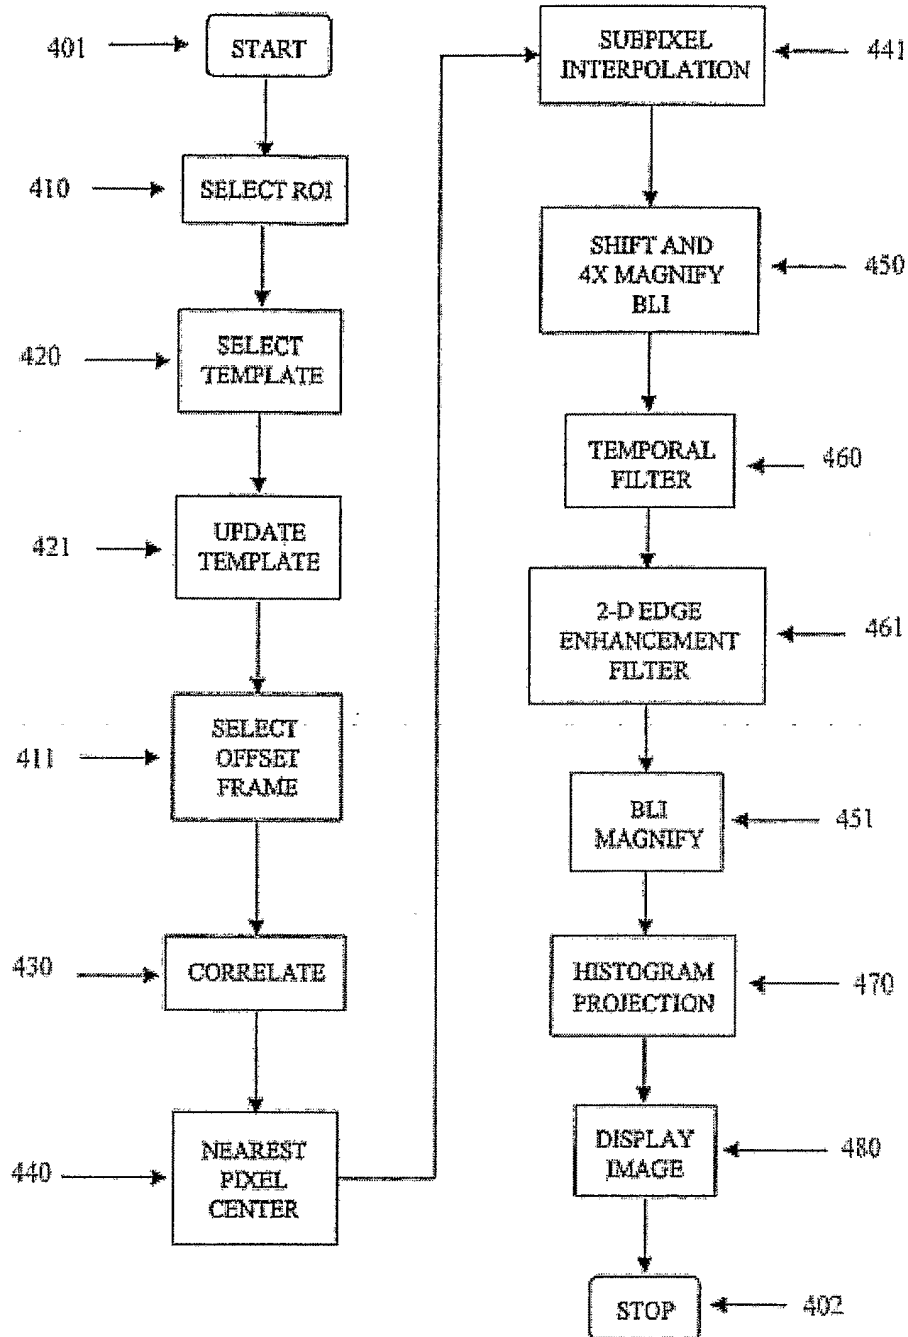 401
START
410
SELECT ROI
420
SELECT
TEMPLATE
421
UPDATE
TEMPLATE
411
SELECT
OFFSET
FRAME
430
CORRELATE
440
NEAREST
PIXEL
CENTER
SUBPIXEL
INTERPOLATION
441
SHIFT AND
4X MAGNIFY
BLI
450
TEMPORAL
FILTER
460
2-D EDGE
ENHANCEMENT
FILTER
461
BLI
MAGNIFY
451
HISTOGRAM
PROJECTION
470
DISPLAY
IMAGE
480
STOP
402